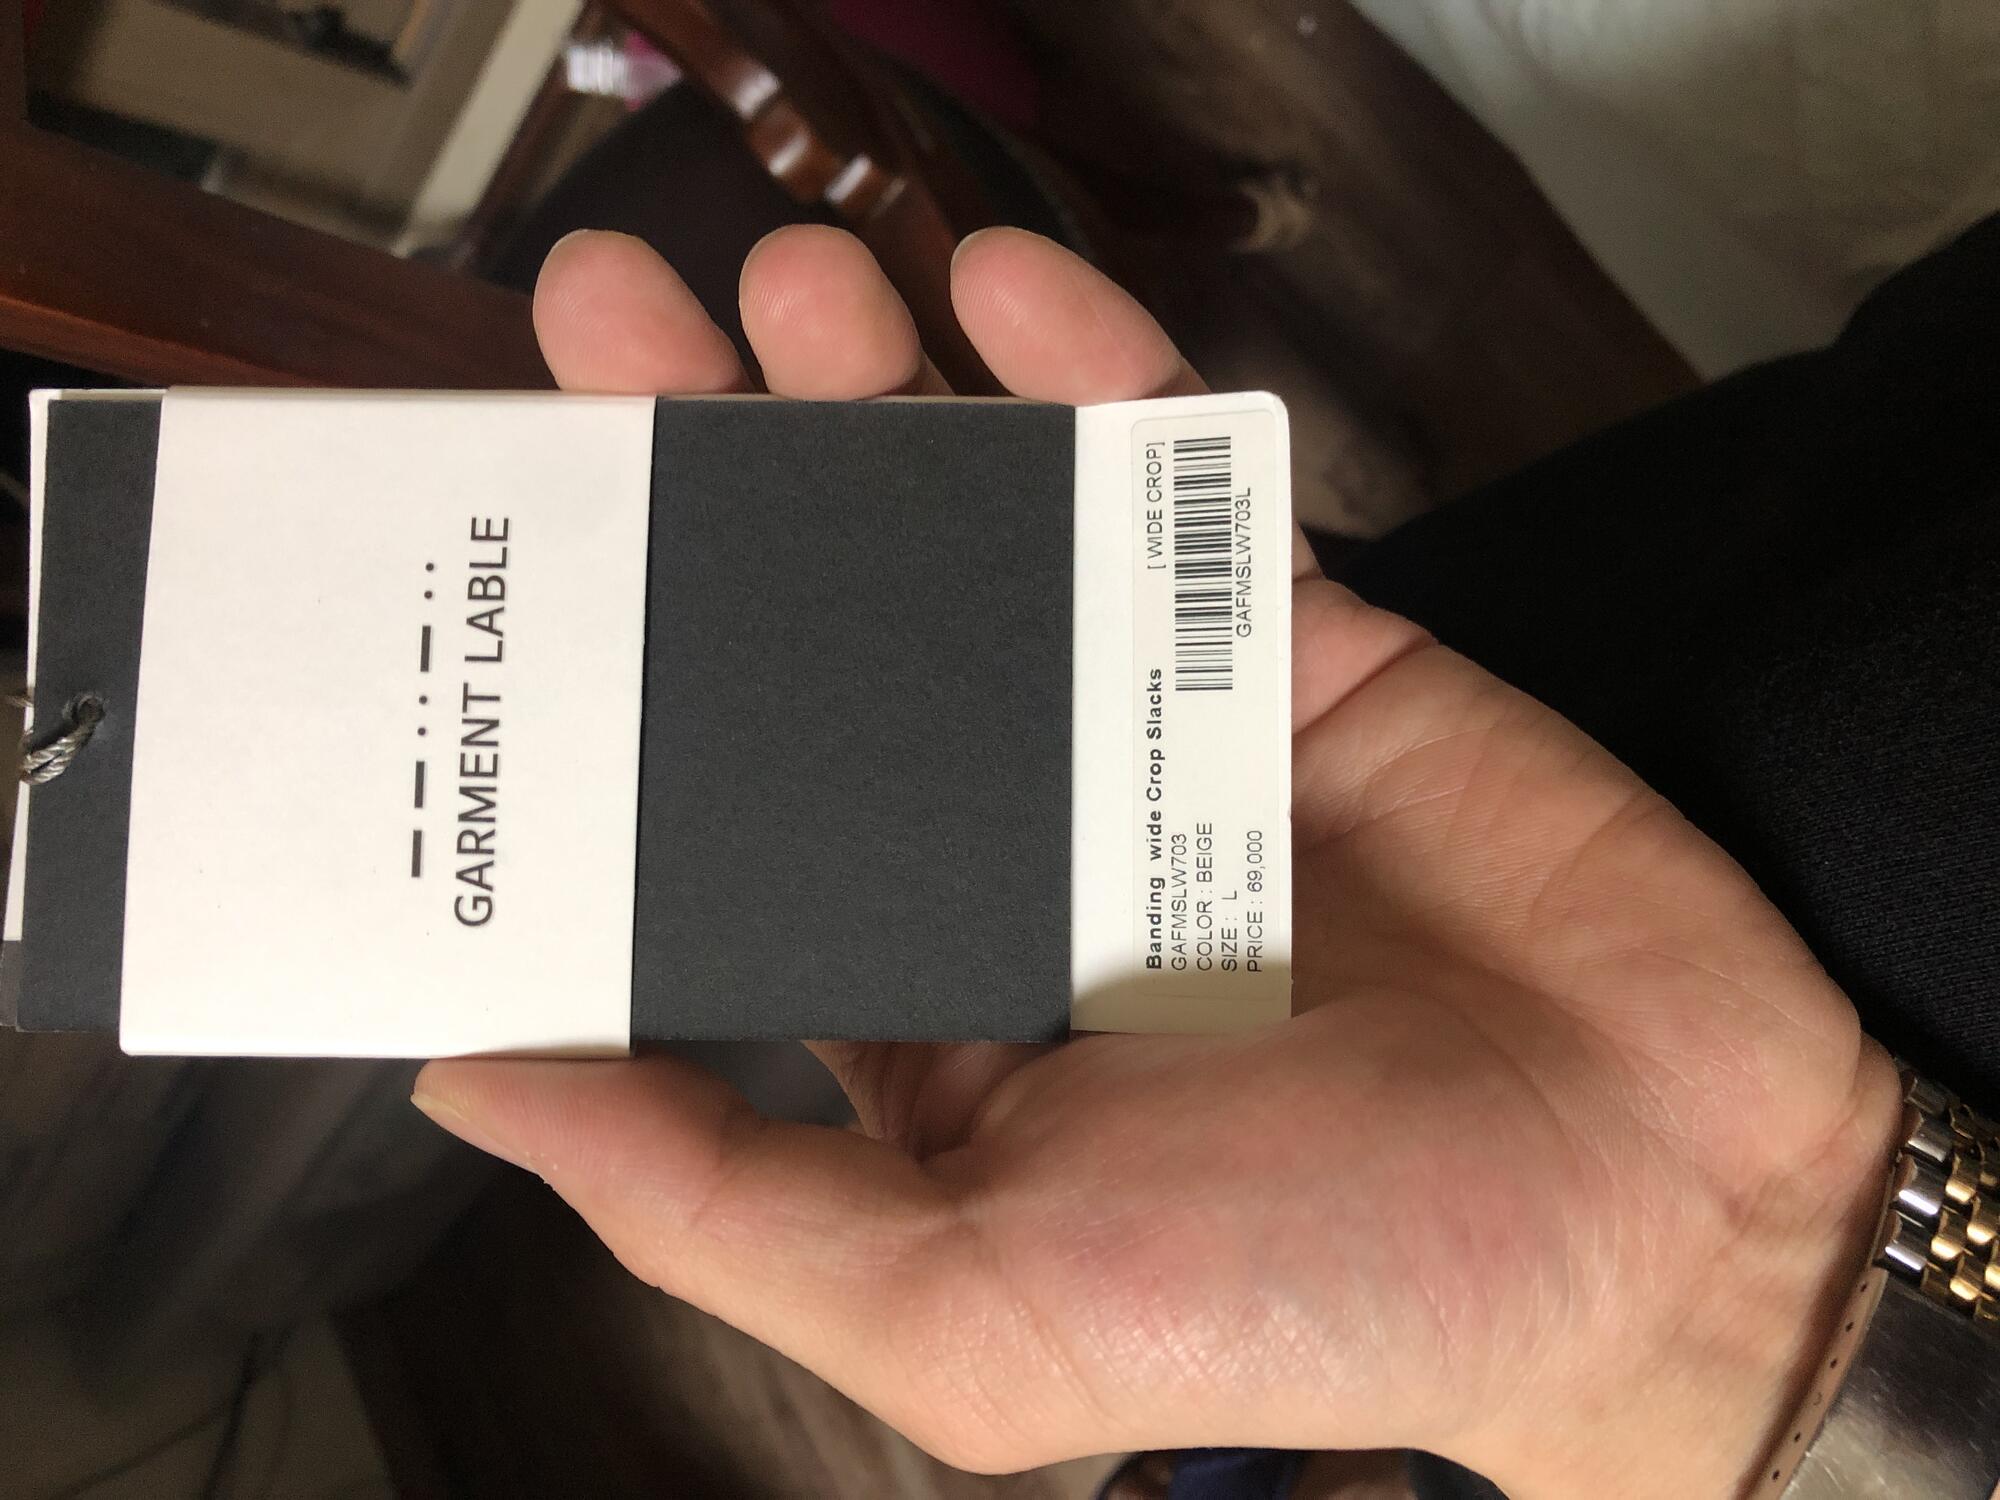 GARMENT LABLE
Banding wide Crop Slacks [ WIDE CROP]
GAFMSLW703
COLOR : BEIGE
SIZE : L
PRICE : 69,000
GAFMSLW703L